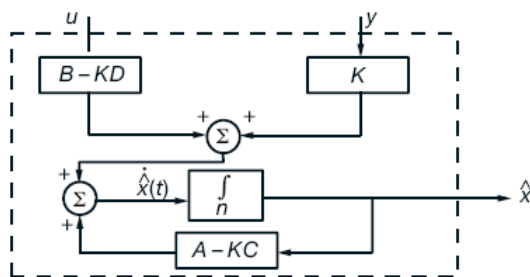 u
y
B – KD
K
+
+
+
Σ
+
Σ
ẋ̂(t)
∫
n
x̂
+
A – KC